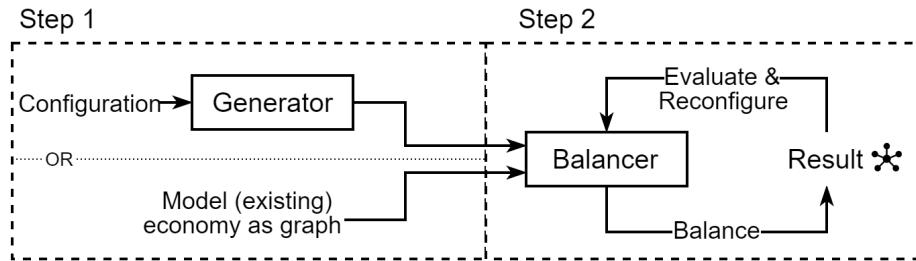 Step 1
Step 2
Configuration
Generator
OR
Model (existing)
economy as graph
Evaluate &
Reconfigure
Balancer
Result
Balance